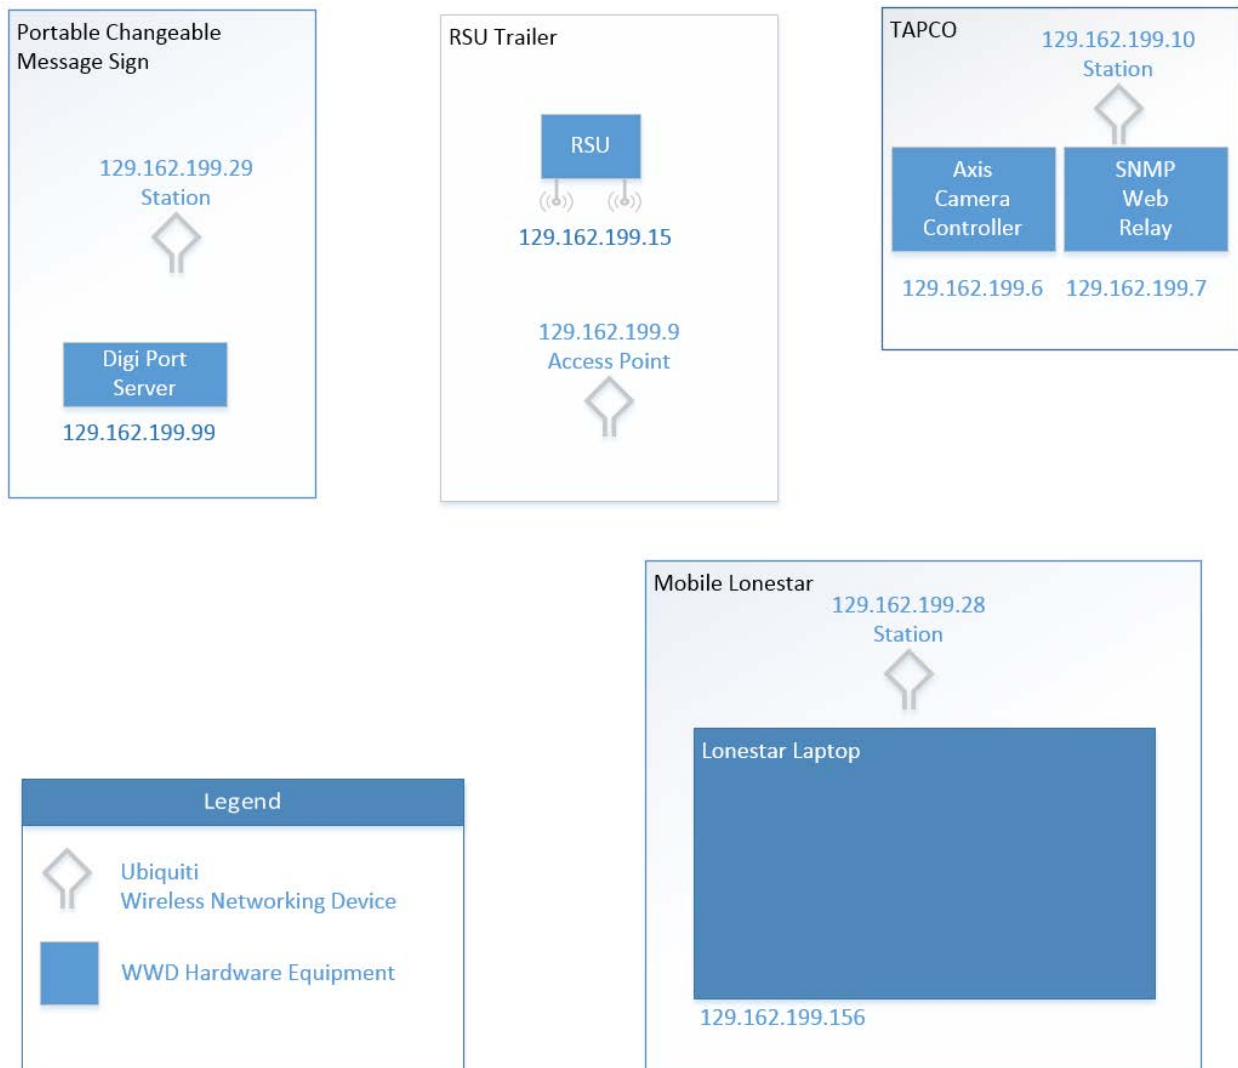 Portable Changeable
Message Sign
129.162.199.29
Station
Digi Port
Server
129.162.199.99
RSU Trailer
RSU
129.162.199.15
129.162.199.9
Access Point
TAPCO
129.162.199.10
Station
Axis
Camera
Controller
SNMP
Web
Relay
129.162.199.6
129.162.199.7
Mobile Lonestar
129.162.199.28
Station
Lonestar Laptop
129.162.199.156
Legend
Ubiquiti
Wireless Networking Device
WWD Hardware Equipment